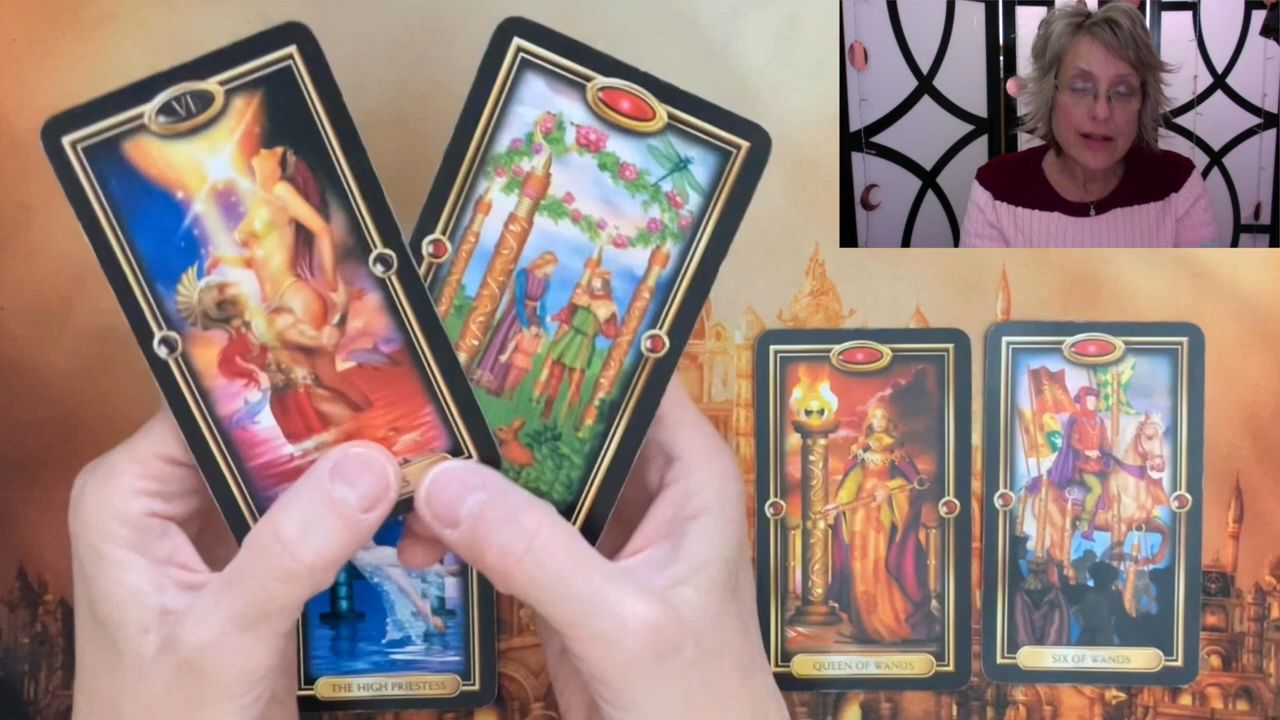 VI
THE HIGH PRIESTESS
QUEEN OF WANDS
SIX OF WANDS